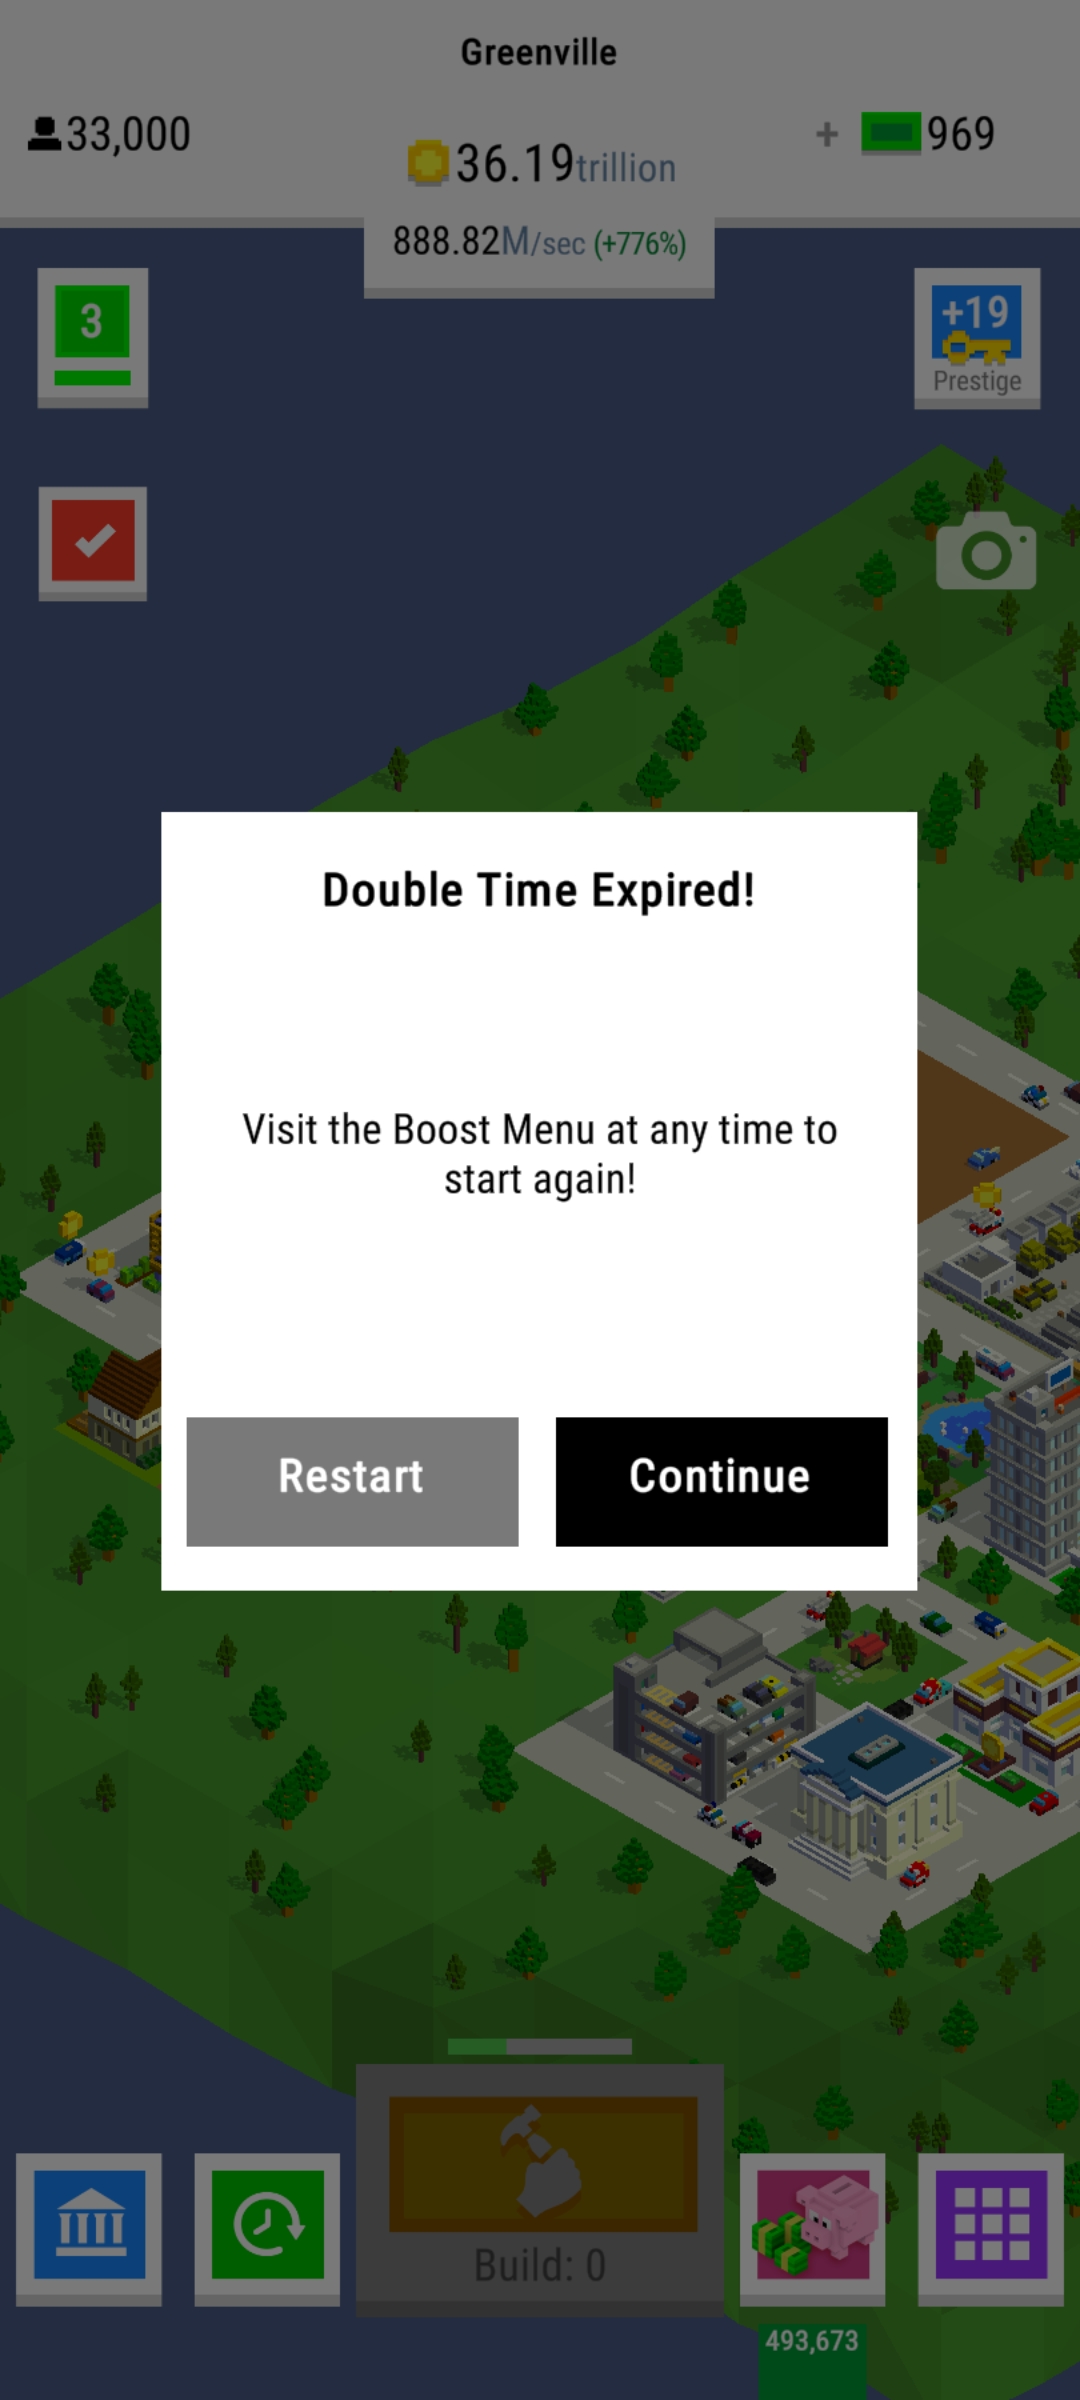 Greenville
33,000
36.19trillion
+ 969
888.82M/sec (+776%)
3
+19
Prestige
Double Time Expired!
Visit the Boost Menu at any time to
start again!
Restart
Continue
Build: 0
493,673